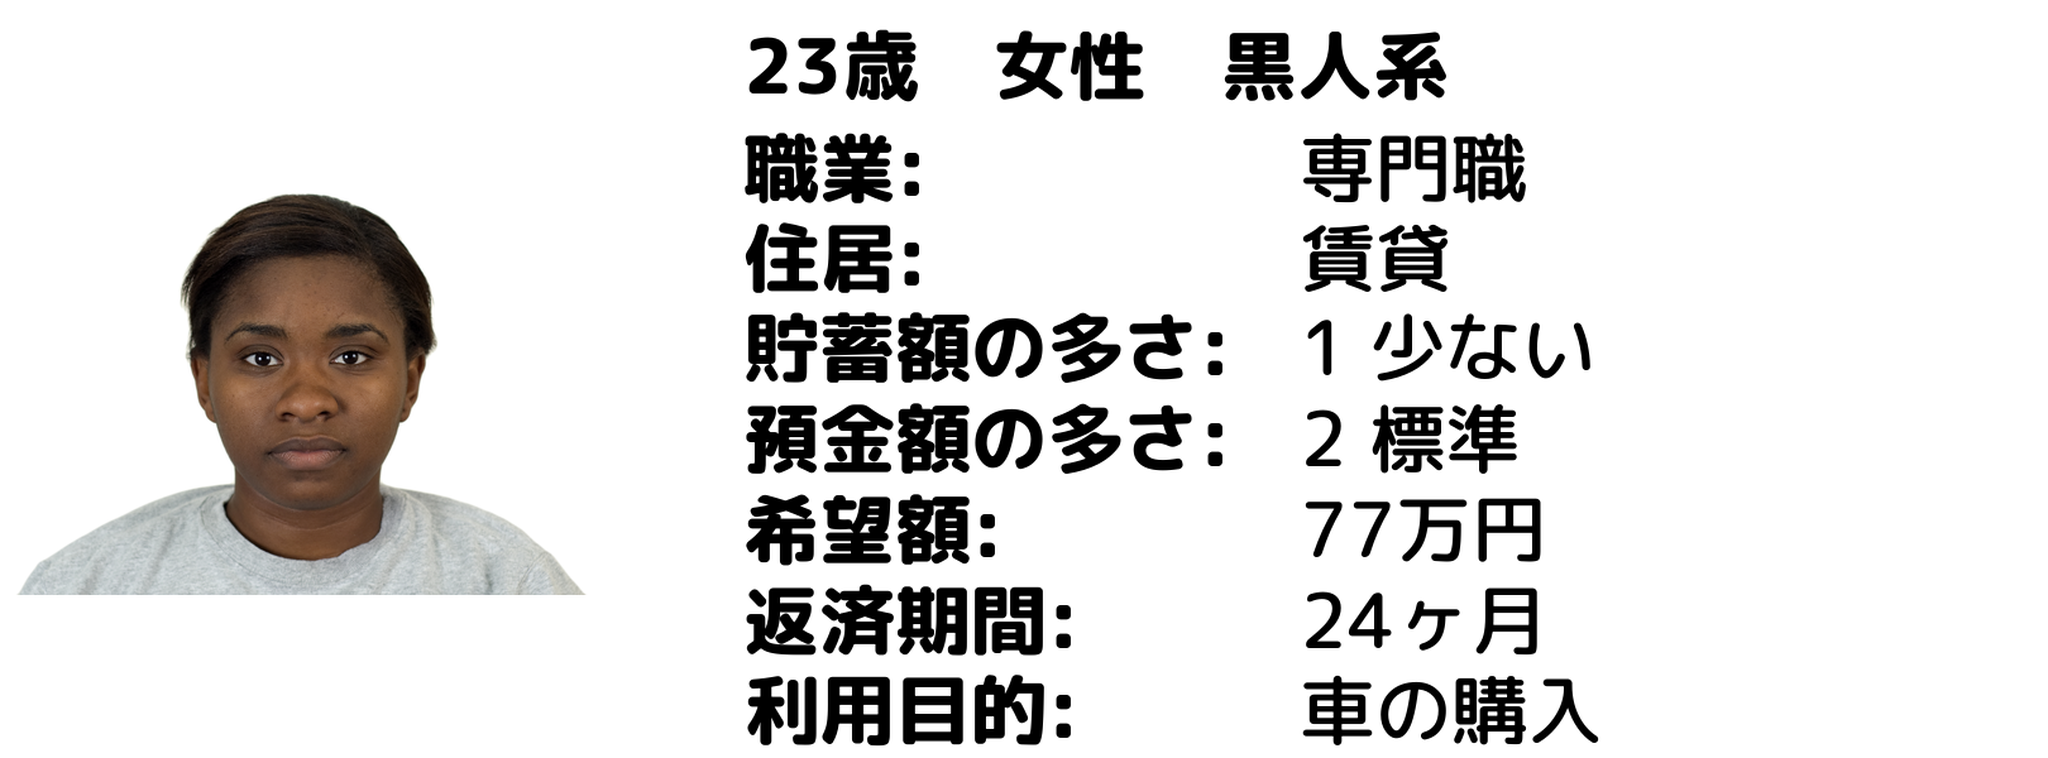 23歳　女性　黒人系
職業: 専門職
住居: 賃貸
貯蓄額の多さ: 1 少ない
預金額の多さ: 2 標準
希望額: 77万円
返済期間: 24ヶ月
利用目的: 車の購入